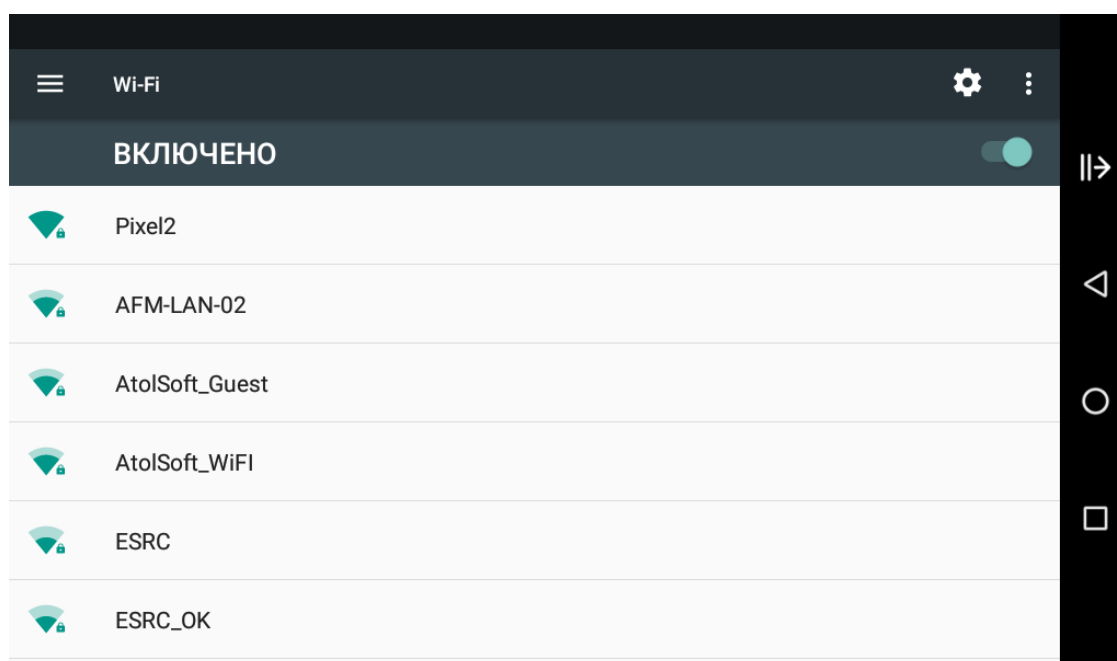 Wi-Fi
ВКЛЮЧЕНО
Pixel2
AFM-LAN-02
AtolSoft_Guest
AtolSoft_WiFI
ESRC
ESRC_OK